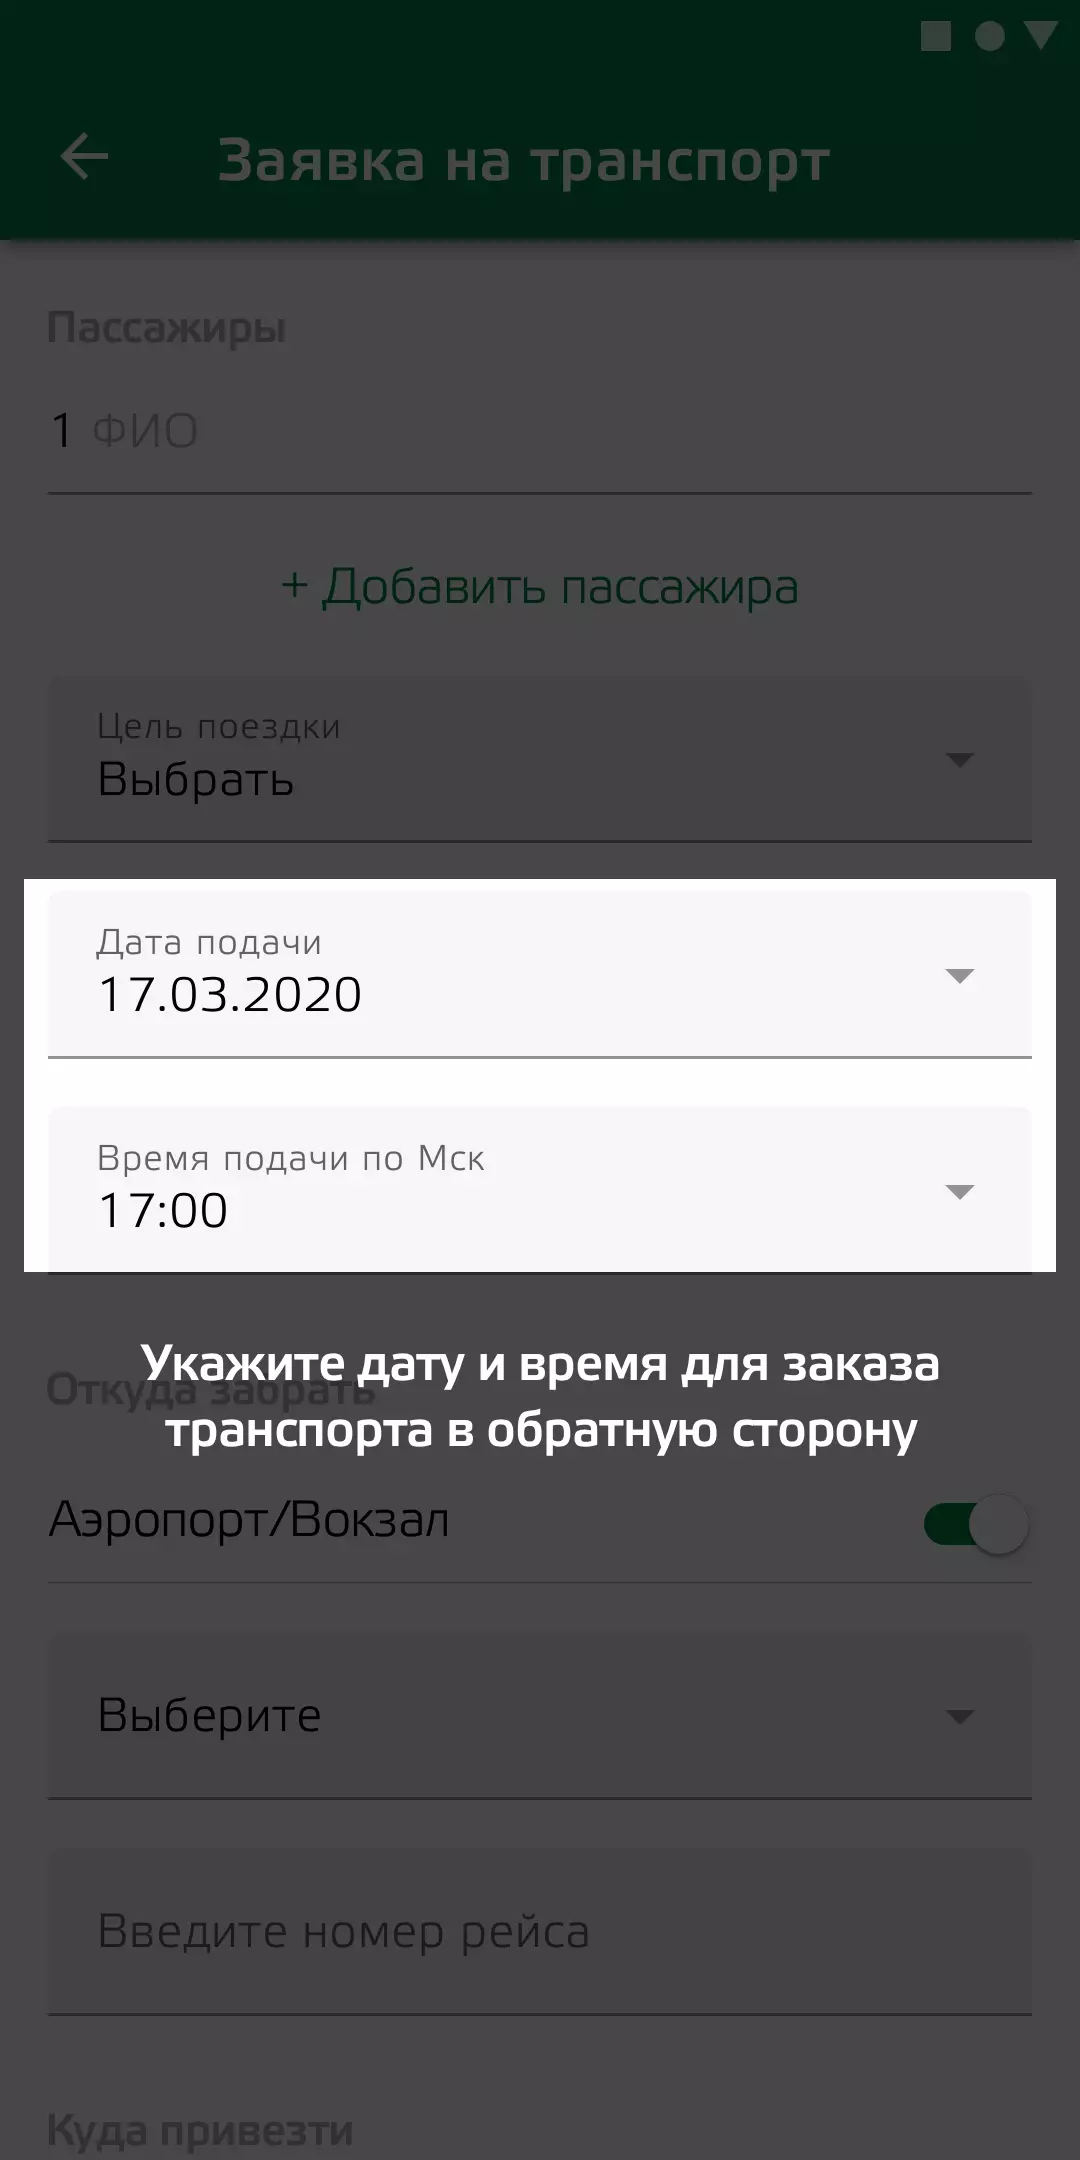 Заявка на транспорт
Пассажиры
1 ФИО
+ Добавить пассажира
Цель поездки
Выбрать
Дата подачи
17.03.2020
Время подачи по Мск
17:00
Укажите дату и время для заказа
Откуда забрать
транспорта в обратную сторону
Аэропорт/Вокзал
Выберите
Введите номер рейса
Куда привезти